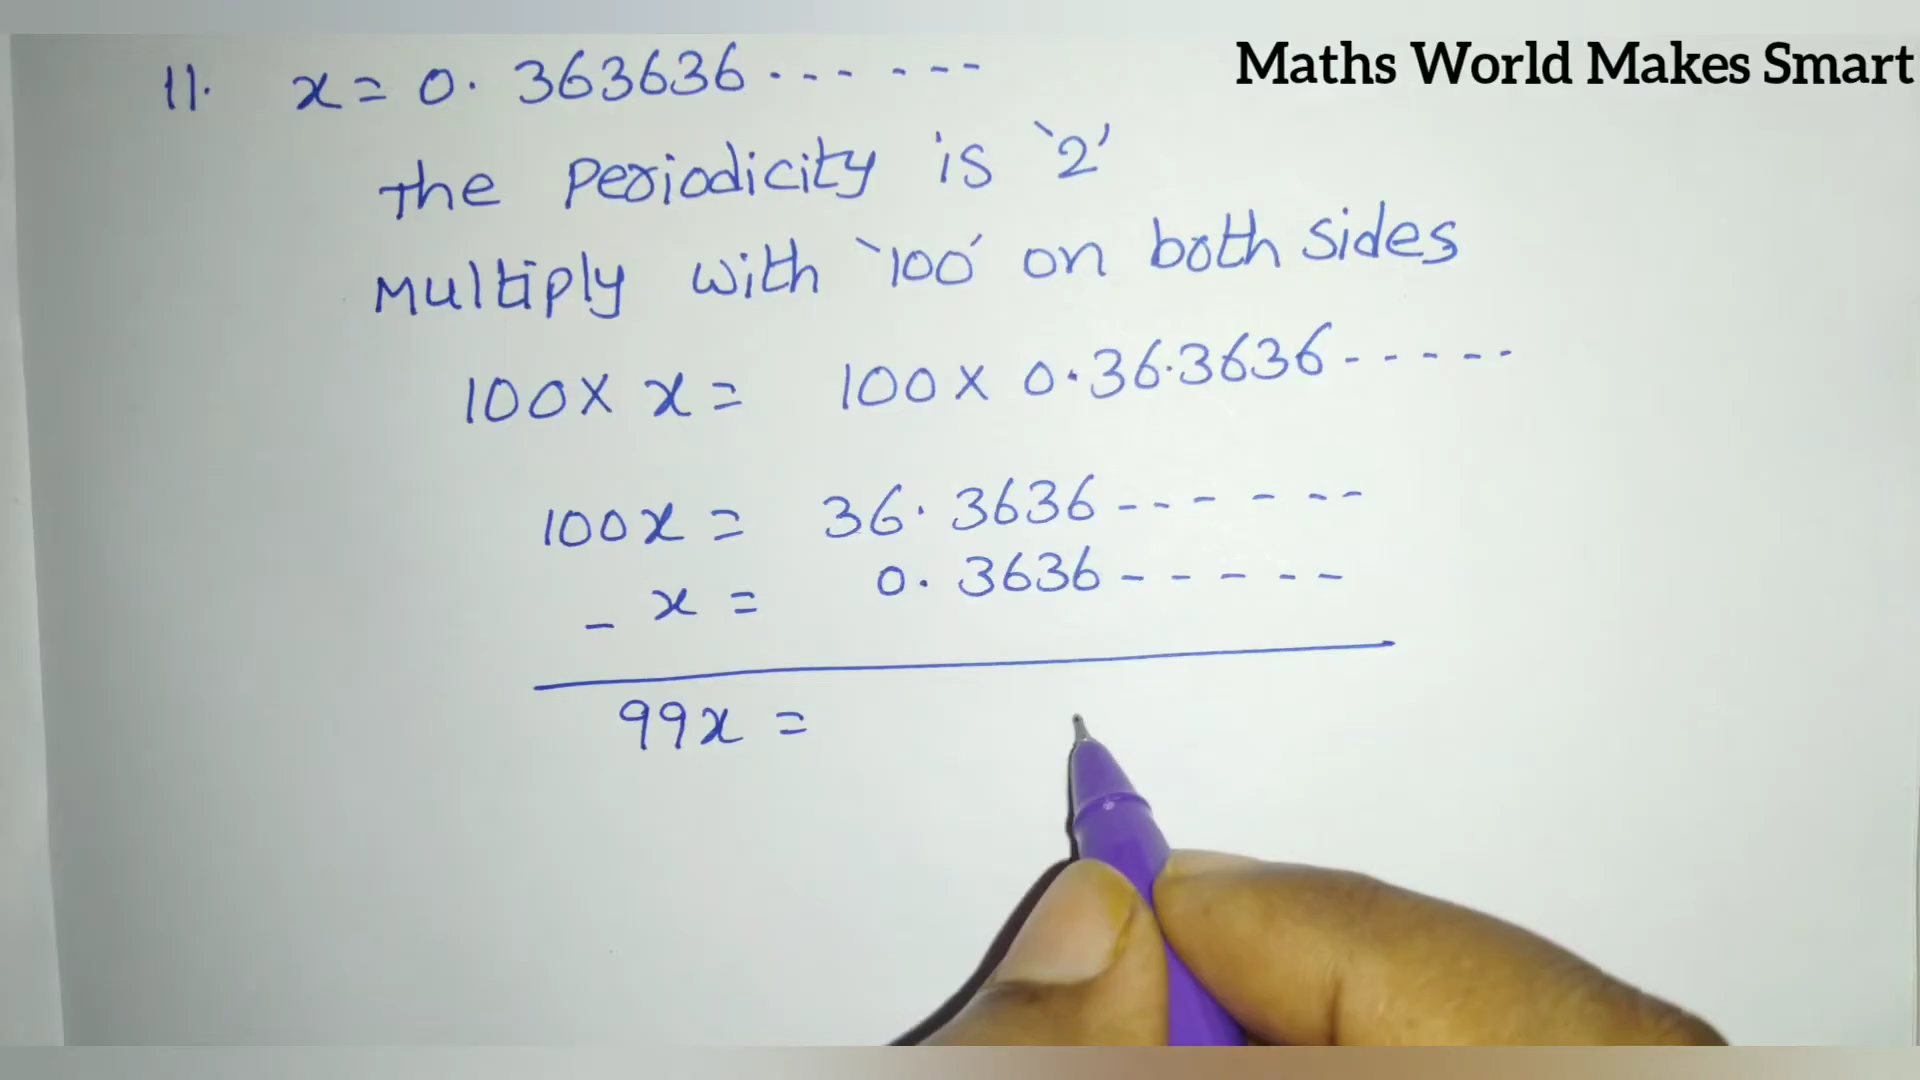 Maths World Makes Smart
11. x = 0.363636.-- ---
the Periodicity is `2'
Multiply with `100' on both sides
100 × x = 100 × 0.36.3636-----
100x = 36.3636------
- x = 0.3636-----
99x =